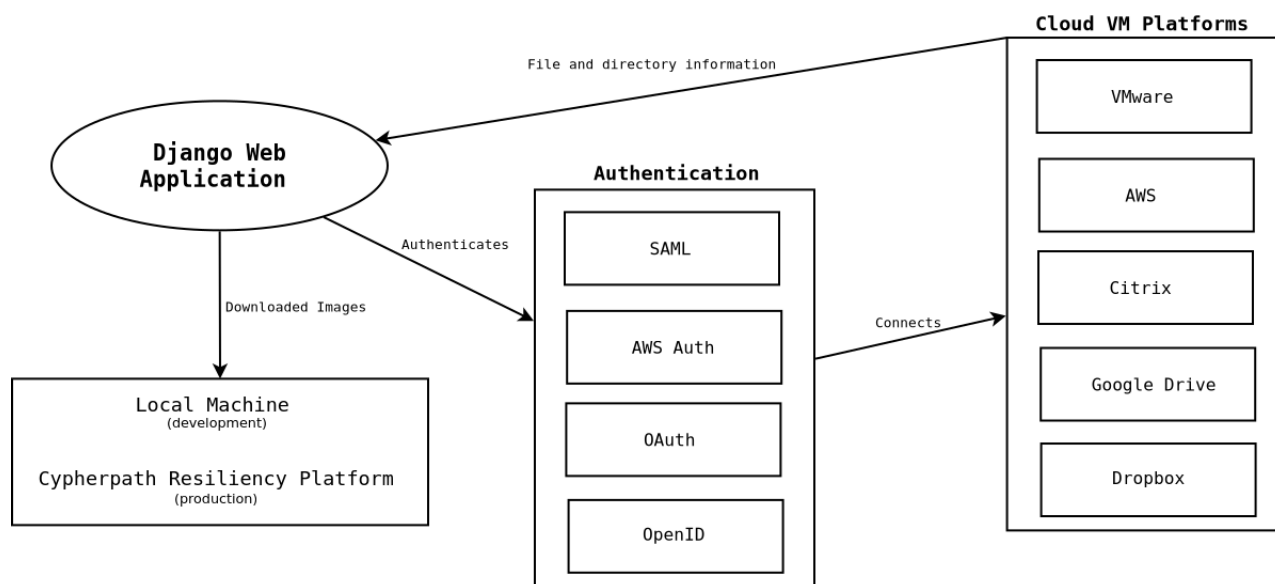 Cloud VM Platforms
File and directory information
VMware
Django Web
Application
Authentication
AWS
Authenticates
SAML
Citrix
Downloaded Images
Connects
AWS Auth
Google Drive
Local Machine
(development)
OAuth
Cypherpath Resiliency Platform
(production)
Dropbox
OpenID